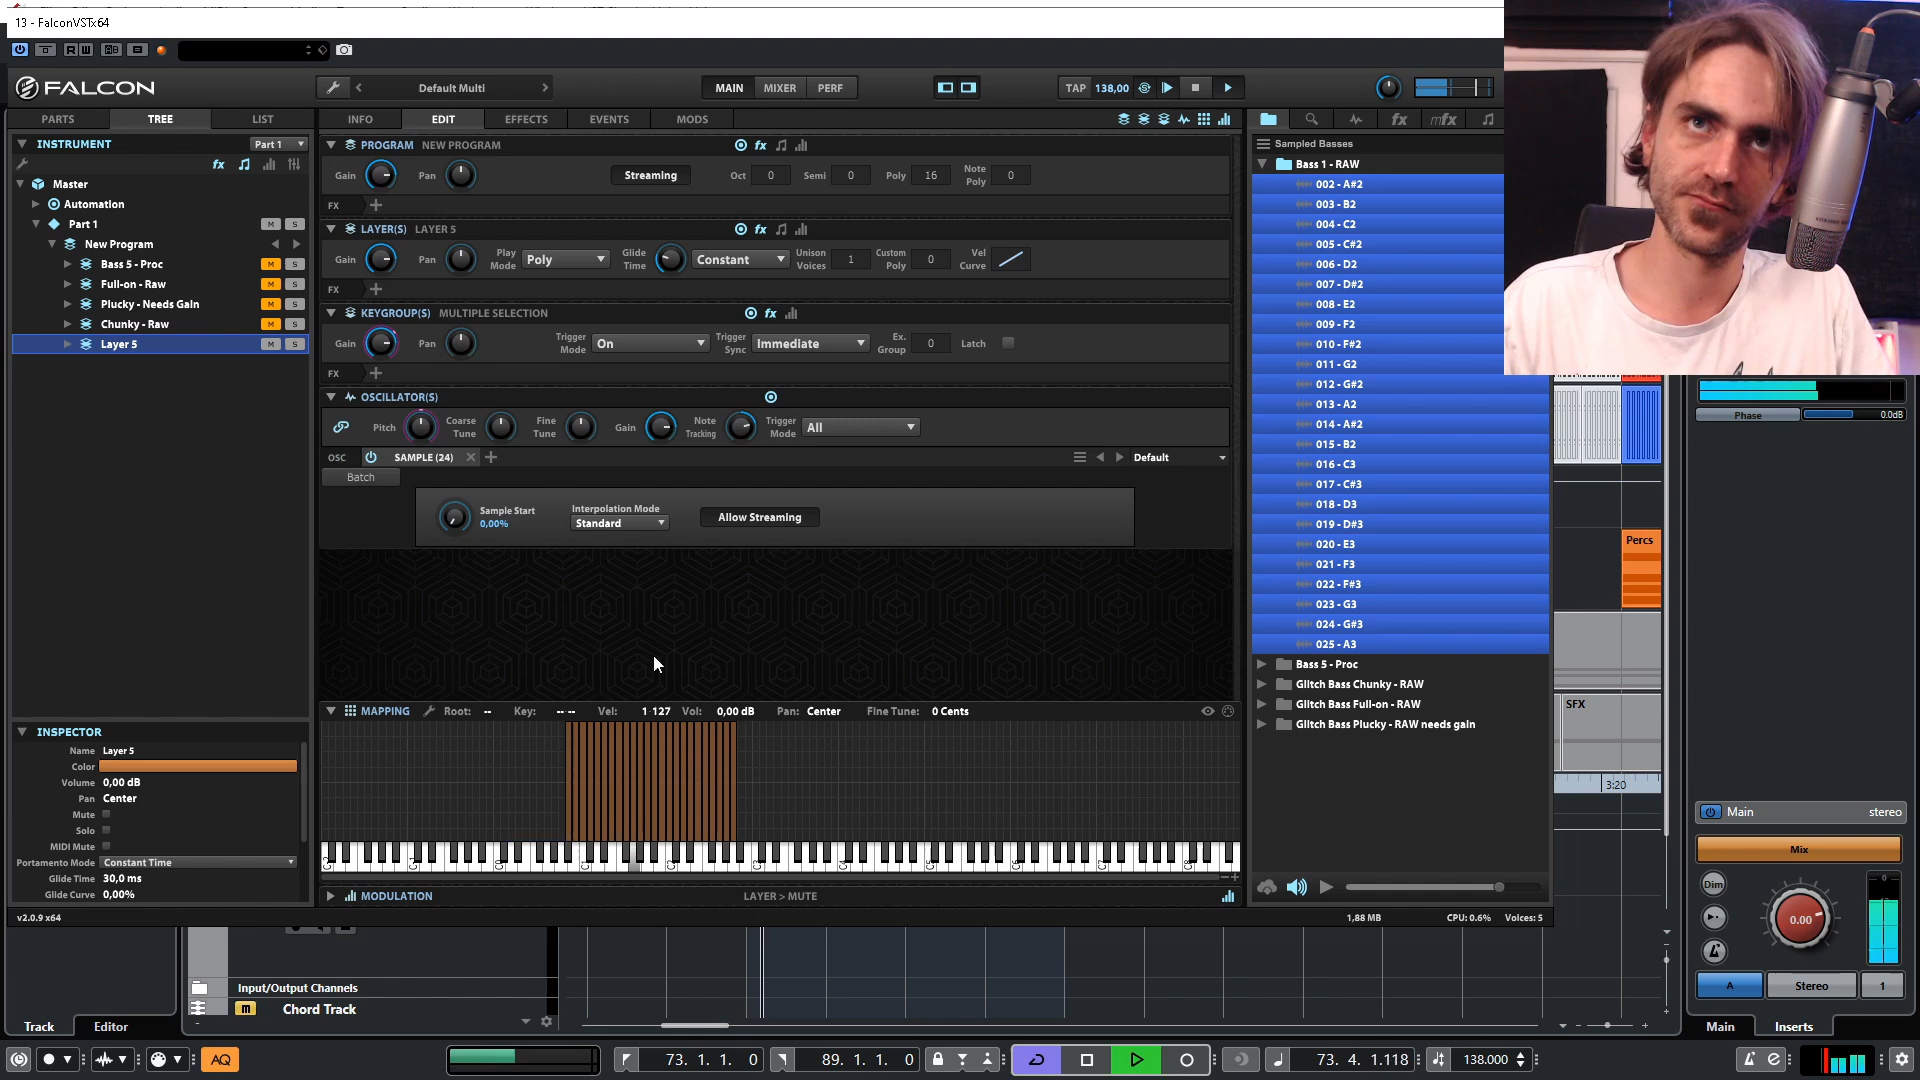 13 - FalconVSTx64
FALCON
Default Multi
MAIN MIXER PERF
TAP 138,00
PARTS TREE LIST
INFO EDIT EFFECTS EVENTS MODS
INSTRUMENT Part 1
Master
Automation
Part 1 M S
New Program
Bass 5 - Proc M S
Full-on - Raw M S
Plucky - Needs Gain M S
Chunky - Raw M S
Layer 5 M S
PROGRAM NEW PROGRAM
Gain Pan Streaming Oct 0 Semi 0 Poly 16 Note Poly 0
FX
LAYER(S) LAYER 5
Gain Pan Play Mode Poly Glide Time Constant Unison Voices 1 Custom Poly 0 Vel Curve
FX
KEYGROUP(S) MULTIPLE SELECTION
Gain Pan Trigger Mode On Trigger Sync Immediate Ex. Group 0 Latch
FX
OSCILLATOR(S)
Pitch Coarse Tune Fine Tune Gain Note Tracking Trigger Mode All
OSC SAMPLE (24) Default
Batch
Sample Start 0,00% Interpolation Mode Standard Allow Streaming
MAPPING Root: -- Key: -- -- Vel: 1 127 Vol: 0,00 dB Pan: Center Fine Tune: 0 Cents
MODULATION LAYER > MUTE
Sampled Basses
Bass 1 - RAW
002 - A#2
003 - B2
004 - C2
005 - C#2
006 - D2
007 - D#2
008 - E2
009 - F2
010 - F#2
011 - G2
012 - G#2
013 - A2
014 - A#2
015 - B2
016 - C3
017 - C#3
018 - D3
019 - D#3
020 - E3
021 - F3
022 - F#3
023 - G3
024 - G#3
025 - A3
Bass 5 - Proc
Glitch Bass Chunky - RAW
Glitch Bass Full-on - RAW
Glitch Bass Plucky - RAW needs gain
INSPECTOR
Name Layer 5
Color
Volume 0,00 dB
Pan Center
Mute
Solo
MIDI Mute
Portamento Mode Constant Time
Glide Time 30,0 ms
Glide Curve 0,00%
v2.0.9 x64
1,88 MB CPU: 0.6% Voices: 5
Phase 0.0dB
Percs
SFX
3:20
Main stereo
Mix
Dim
0.00
A Stereo 1
Main Inserts
Input/Output Channels
m Chord Track
Track Editor
AQ
73. 1. 1. 0
89. 1. 1. 0
73. 4. 1.118
138.000